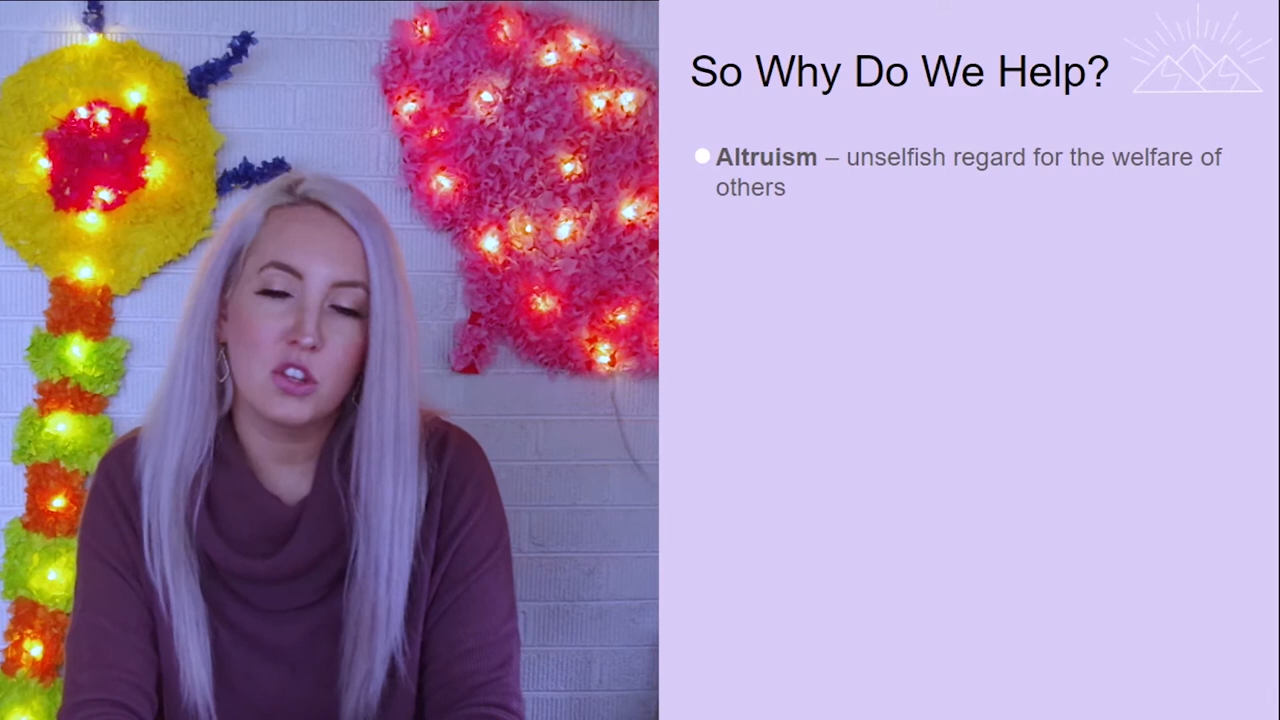 So Why Do We Help?
Altruism – unselfish regard for the welfare of
others